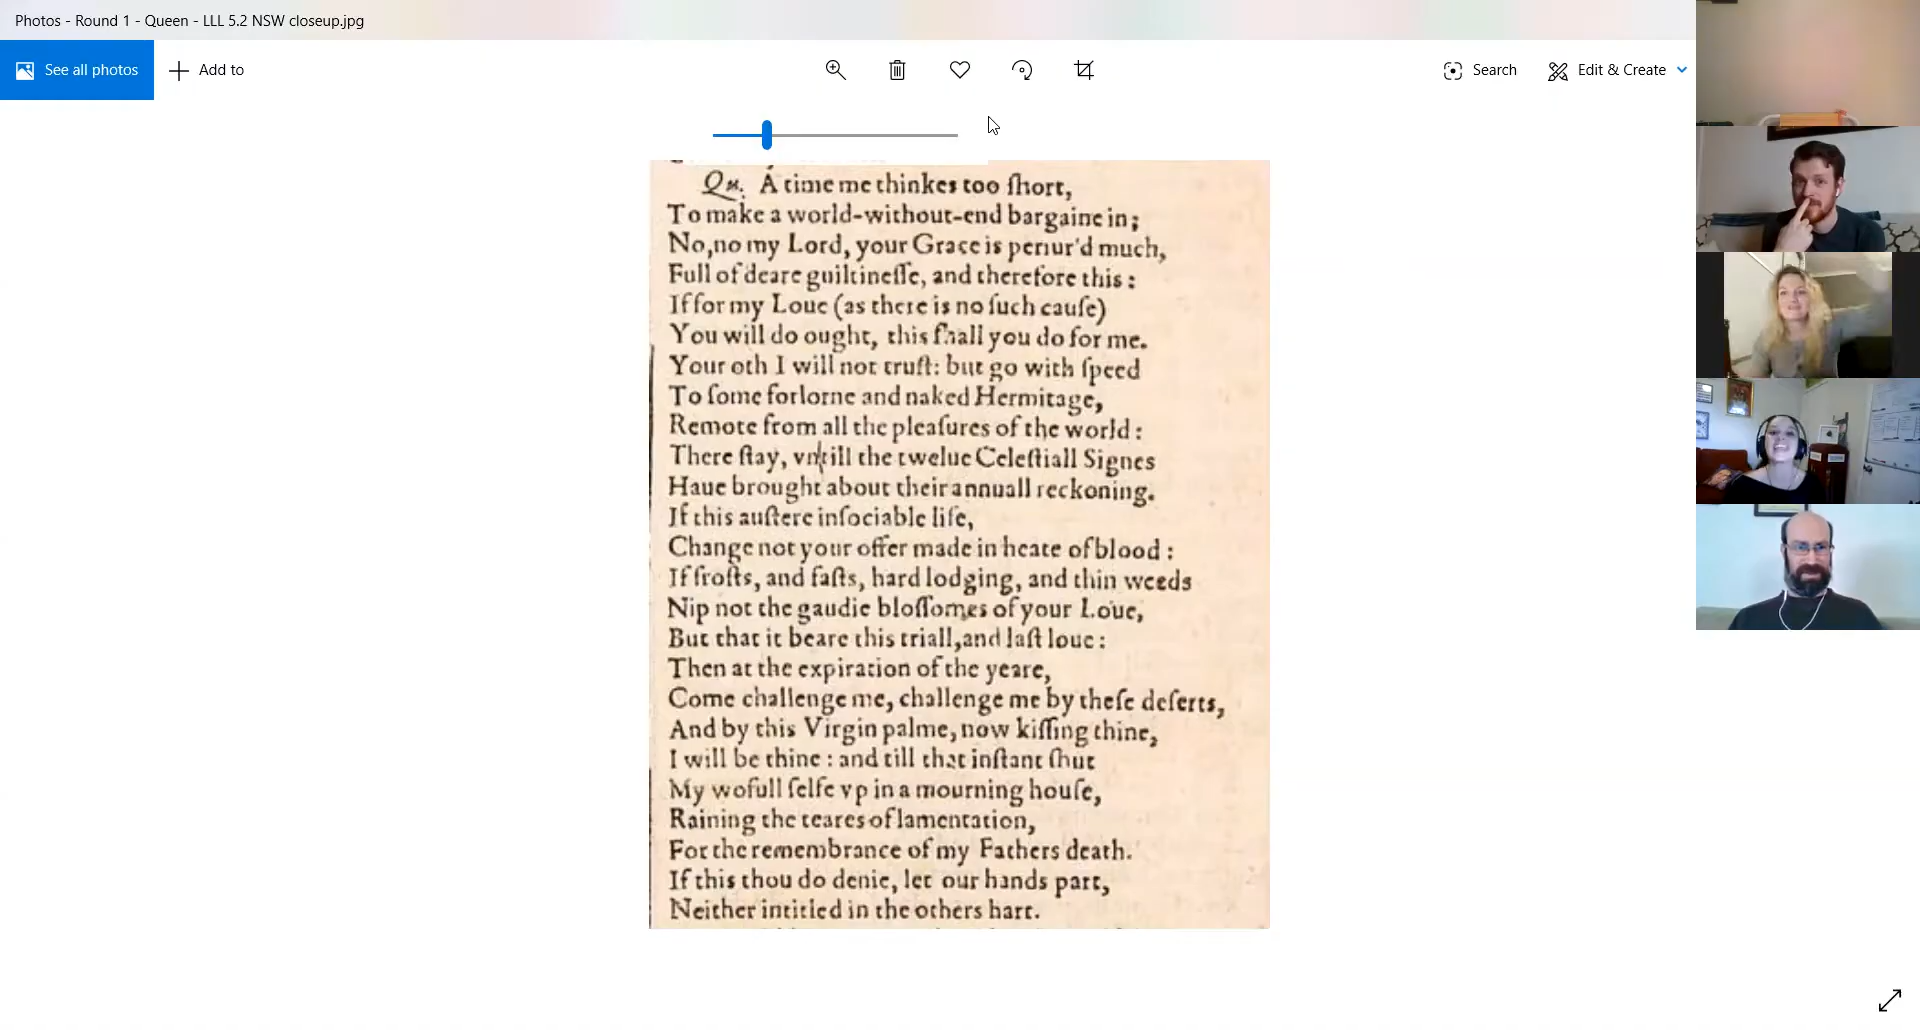 Photos - Round 1 - Queen - LLL 5.2 NSW closeup.jpg
See all photos
Add to
Search
Edit & Create
Qu. A time me thinkes too ſhort,
To make a world-without-end bargaine in;
No,no my Lord, your Grace is periur'd much,
Full of deare guiltineſſe, and therefore this:
If for my Loue (as there is no ſuch cauſe)
You will do ought, this ſhall you do for me.
Your oth I will not truſt: but go with ſpeed
To ſome forlorne and naked Hermitage,
Remote from all the pleaſures of the world:
There ſtay, vntill the twelue Celeſtiall Signes
Haue brought about their annuall reckoning.
If this auſtere inſociable life,
Change not your offer made in heate of blood:
If froſts, and faſts, hard lodging, and thin weeds
Nip not the gaudie bloſſomes of your Loue,
But that it beare this triall,and laſt loue:
Then at the expiration of the yeare,
Come challenge me, challenge me by theſe deſerts,
And by this Virgin palme, now kiſſing thine,
I will be thine: and till that inſtant ſhut
My wofull ſelfe vp in a mourning houſe,
Raining the teares of lamentation,
For the remembrance of my Fathers death.
If this thou do denie, let our hands part,
Neither intitled in the others hart.